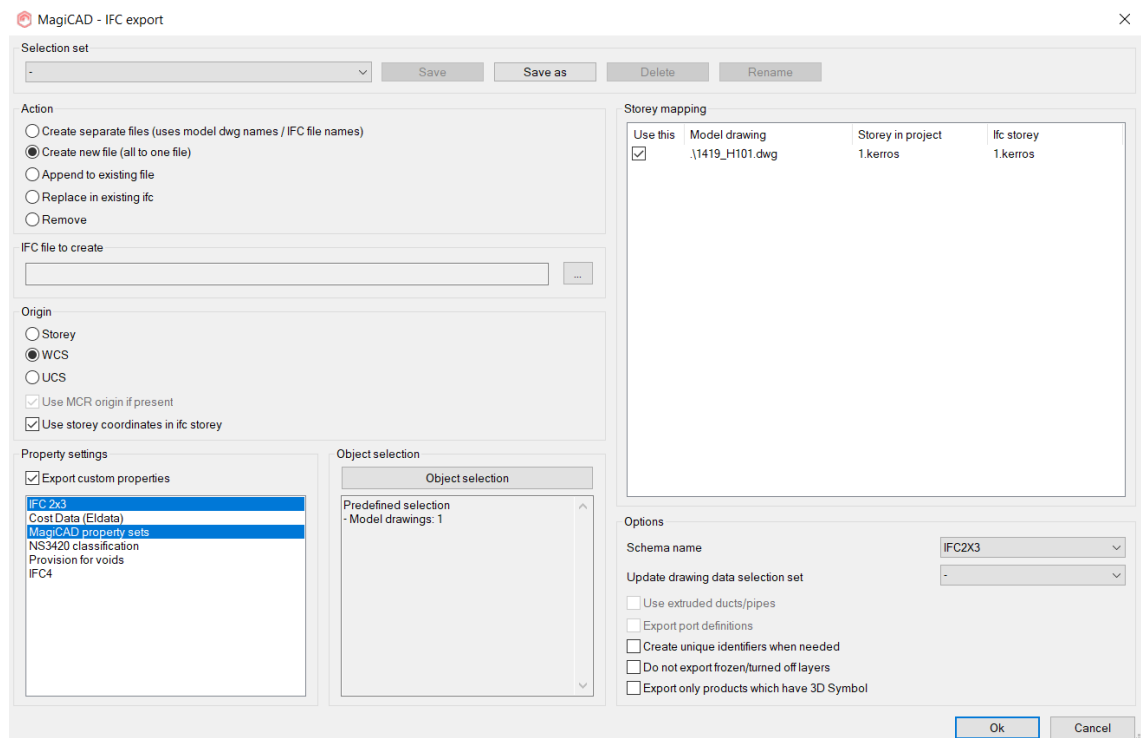 MagiCAD - IFC export
Selection set
-
Save
Save as
Delete
Rename
Action
Create separate files (uses model dwg names / IFC file names)
Create new file (all to one file)
Append to existing file
Replace in existing ifc
Remove
IFC file to create
...
Origin
Storey
WCS
UCS
Use MCR origin if present
Use storey coordinates in ifc storey
Property settings
Export custom properties
IFC 2x3
Cost Data (Eldata)
MagiCAD property sets
NS3420 classification
Provision for voids
IFC4
Object selection
Object selection
Predefined selection
- Model drawings: 1
Storey mapping
Use this Model drawing Storey in project Ifc storey
.\1419_H101.dwg 1.kerros 1.kerros
Options
Schema name IFC2X3
Update drawing data selection set -
Use extruded ducts/pipes
Export port definitions
Create unique identifiers when needed
Do not export frozen/turned off layers
Export only products which have 3D Symbol
Ok
Cancel